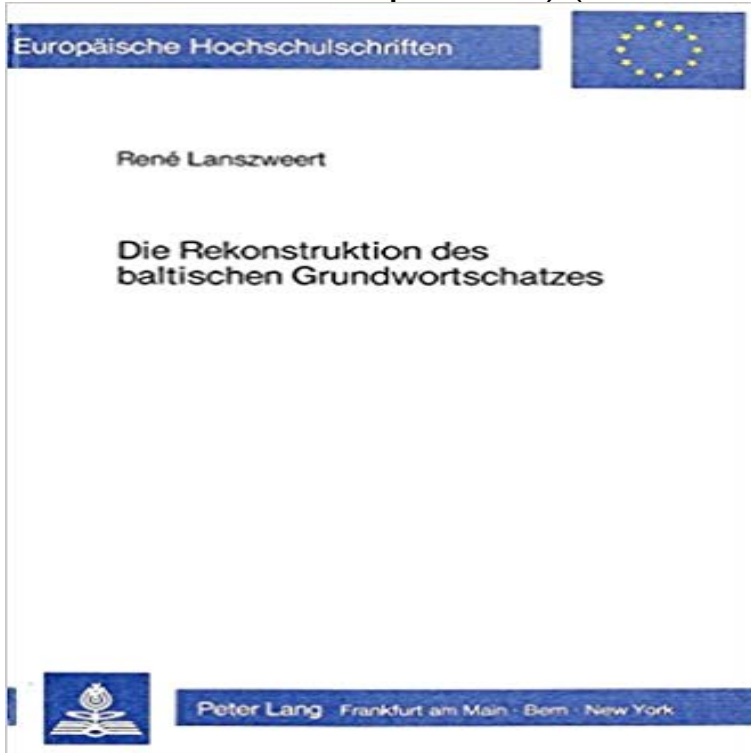 Europäische Hochschulschriften
René Lanszweert
Die Rekonstruktion des
baltischen Grundwortschatzes
Peter Lang Frankfurt am Main · Bern · New York